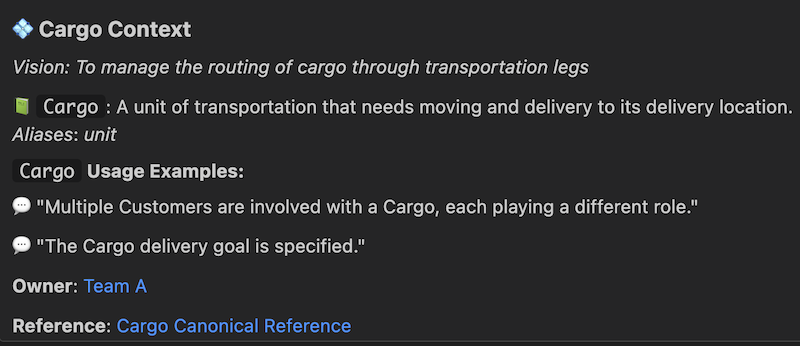 Cargo Context
Vision: To manage the routing of cargo through transportation legs
Cargo: A unit of transportation that needs moving and delivery to its delivery location.
Aliases: unit
Cargo Usage Examples:
"Multiple Customers are involved with a Cargo, each playing a different role."
"The Cargo delivery goal is specified."
Owner: Team A
Reference: Cargo Canonical Reference